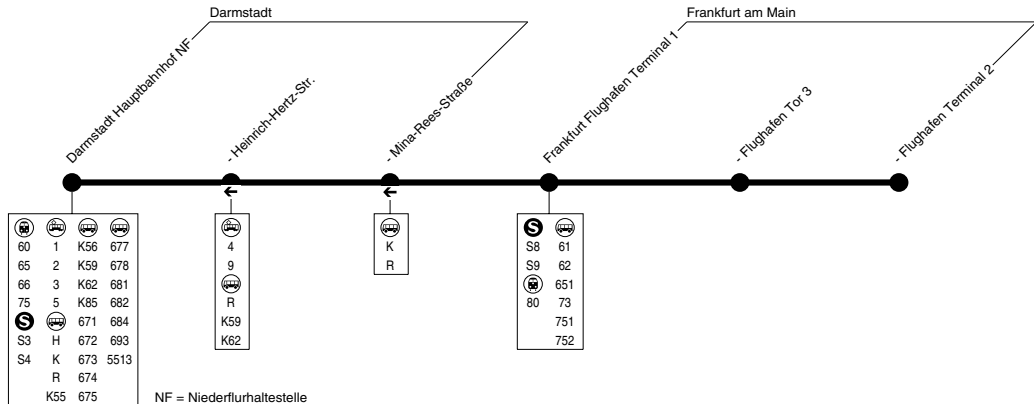 Darmstadt
Frankfurt am Main
Darmstadt Hauptbahnhof NF
- Heinrich-Hertz-Str.
- Mina-Rees-Straße
Frankfurt Flughafen Terminal 1
- Flughafen Tor 3
- Flughafen Terminal 2
60 1 K56 677
65 2 K59 678
66 3 K62 681
75 5 K85 682
S 671 684
S3 H 672 693
S4 K 673 5513
R 674
K55 675
4
9
R
K59
K62
K
R
S
S8 61
S9 62
651
80 73
751
752
NF = Niederflurhaltestelle